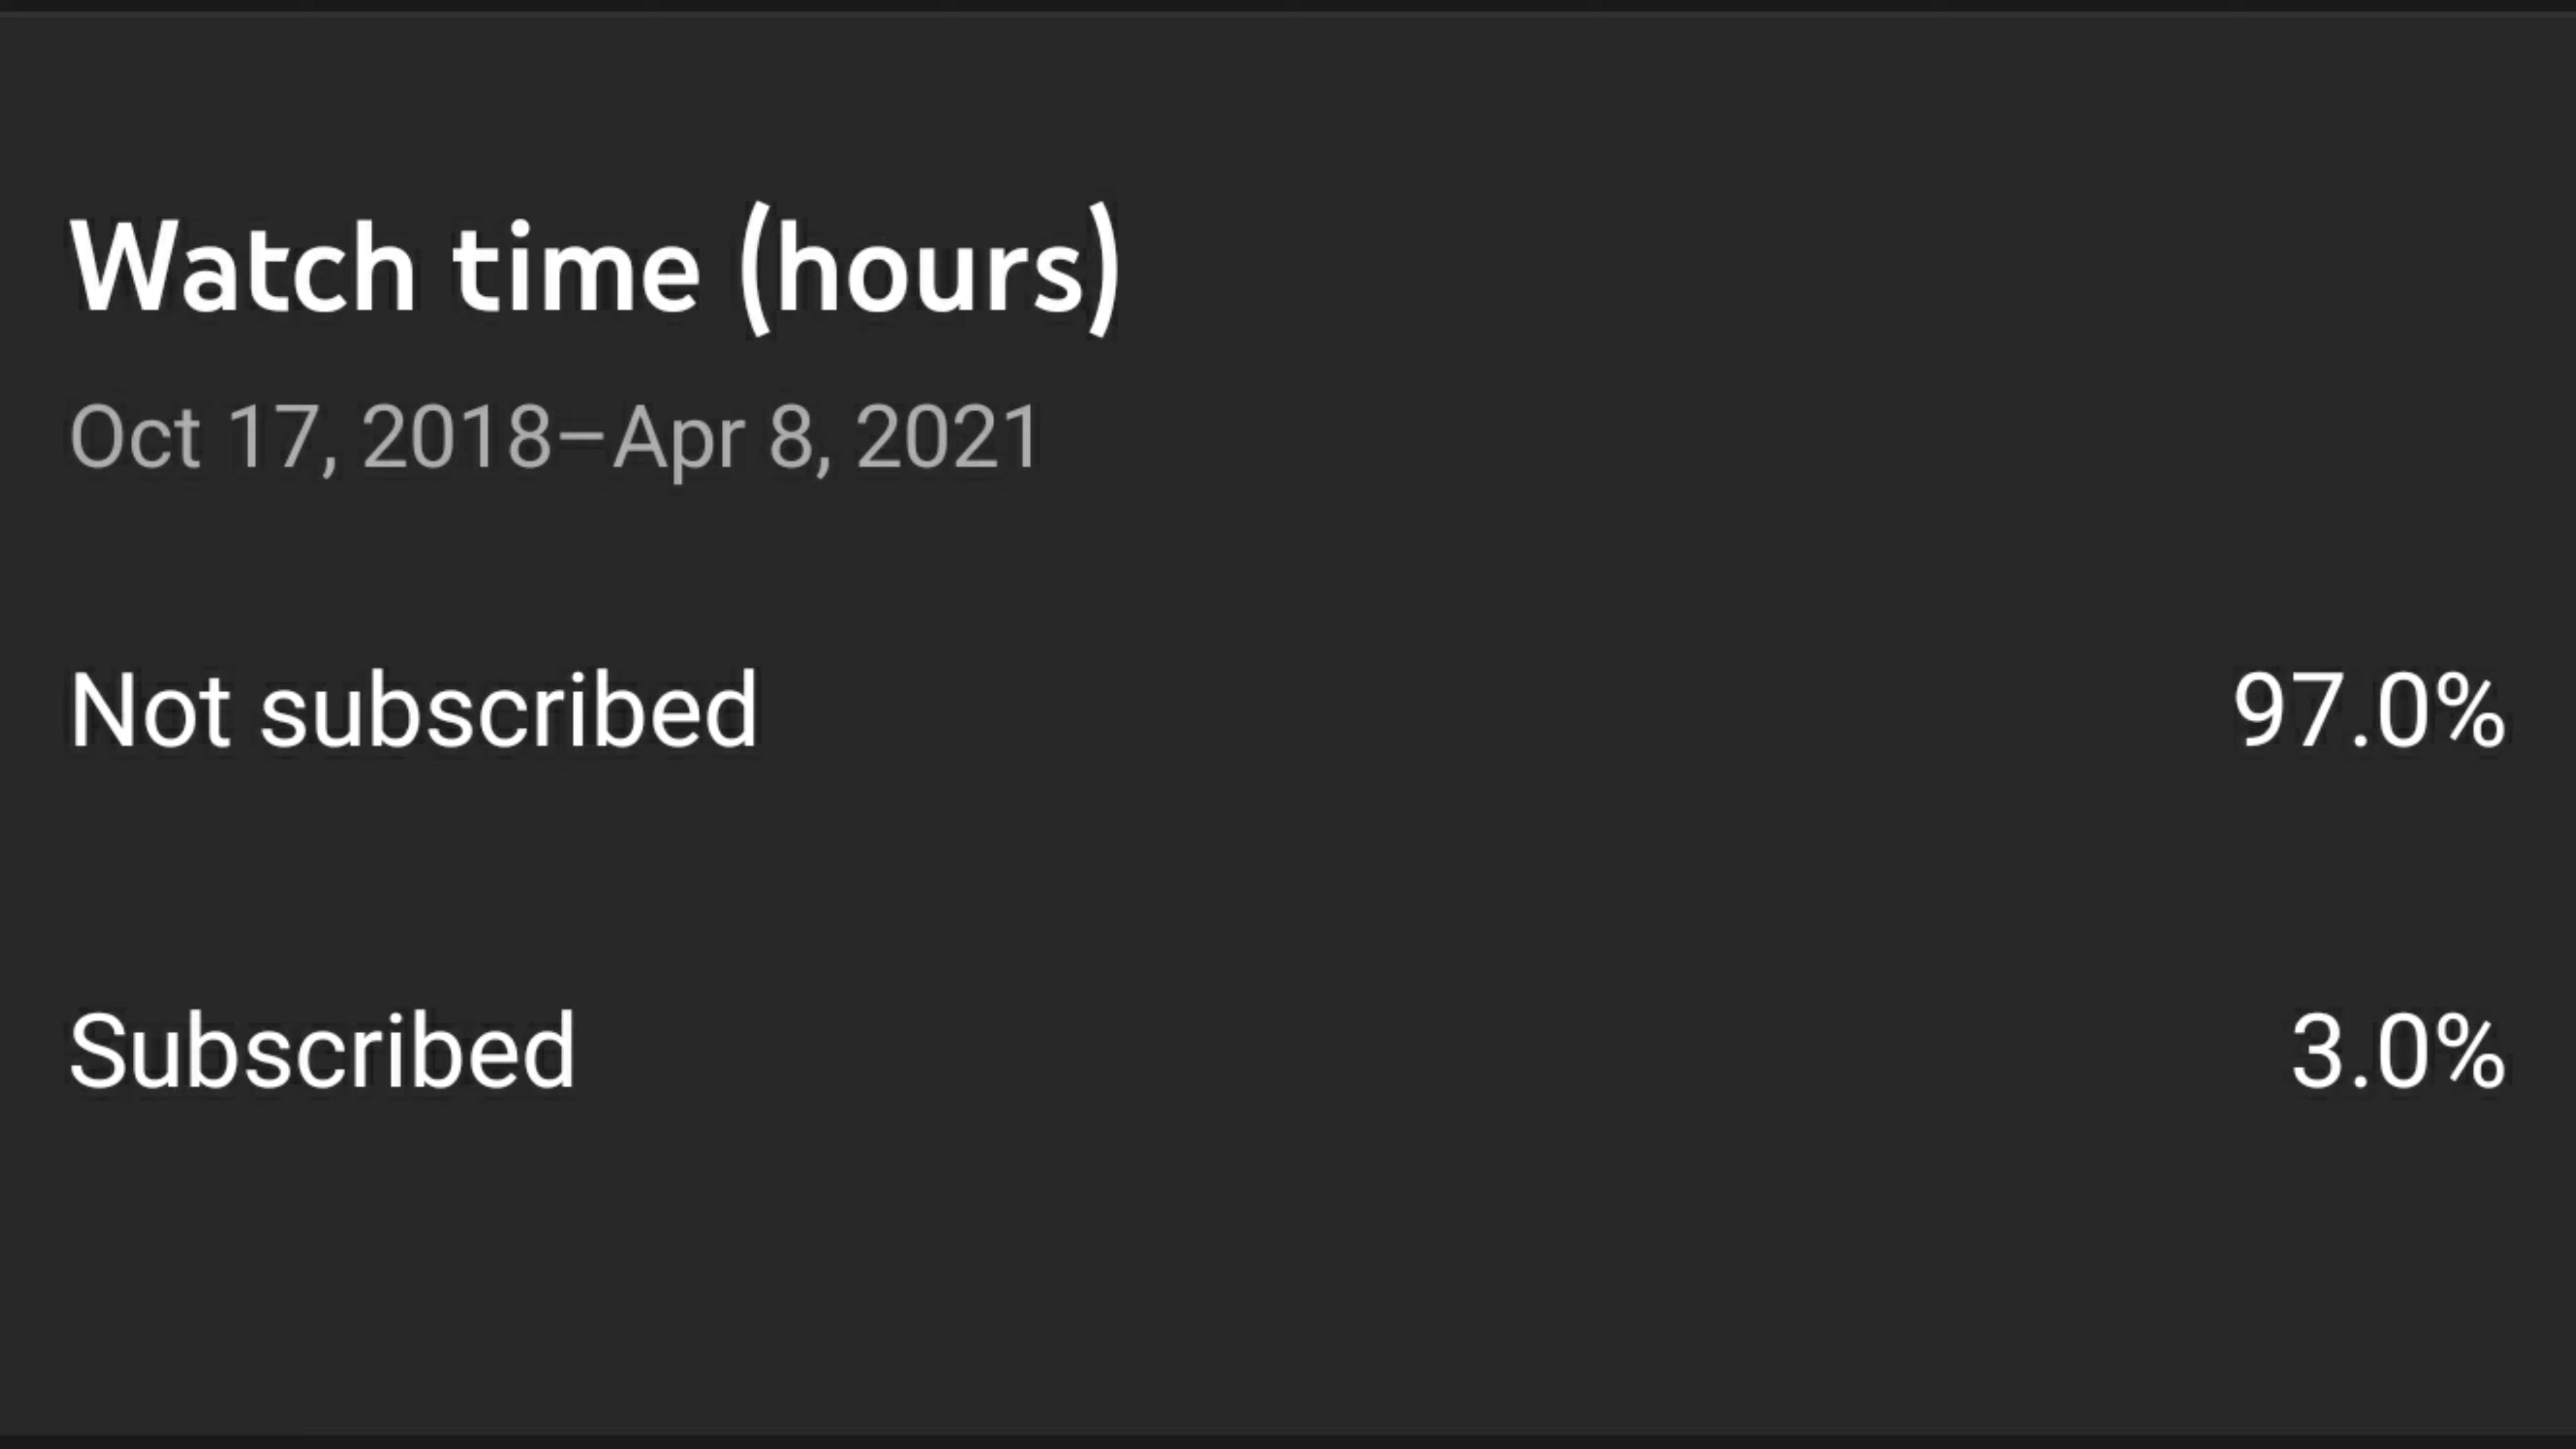 Watch time (hours)
Oct 17, 2018–Apr 8, 2021
Not subscribed 97.0%
Subscribed 3.0%